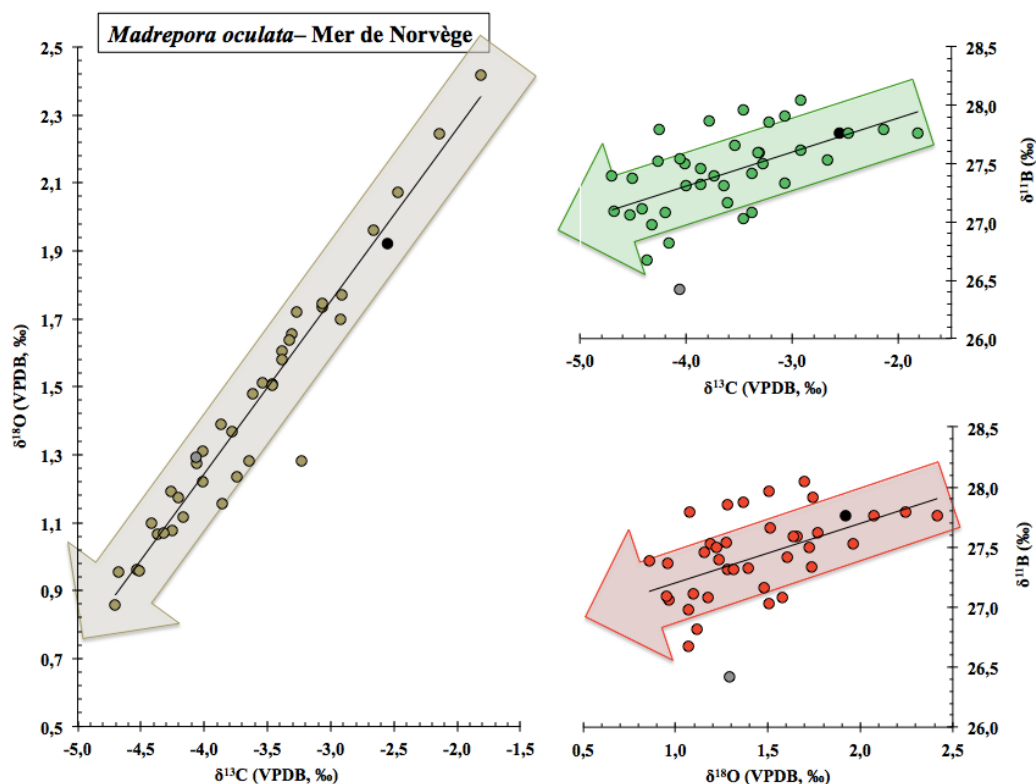 Madrepora oculata– Mer de Norvège
2,5
2,3
2,1
1,9
1,7
1,5
1,3
1,1
0,9
0,7
0,5
δ18O (VPDB, ‰)
-5,0 -4,5 -4,0 -3,5 -3,0 -2,5 -2,0 -1,5
δ13C (VPDB, ‰)
28,5
28,0
27,5
27,0
26,5
26,0
δ11B (‰)
-5,0 -4,0 -3,0 -2,0
δ13C (VPDB, ‰)
28,5
28,0
27,5
27,0
26,5
26,0
δ11B (‰)
0,5 1,0 1,5 2,0 2,5
δ18O (VPDB, ‰)